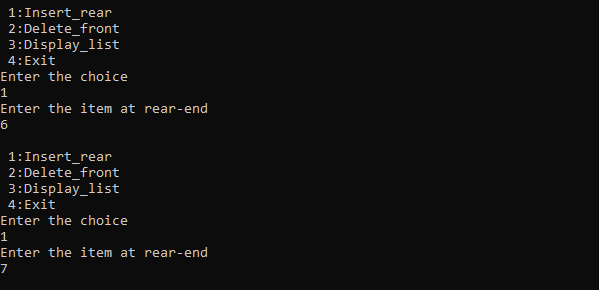 1:Insert_rear
2:Delete_front
3:Display_list
4:Exit
Enter the choice
1
Enter the item at rear-end
6
1:Insert_rear
2:Delete_front
3:Display_list
4:Exit
Enter the choice
1
Enter the item at rear-end
7